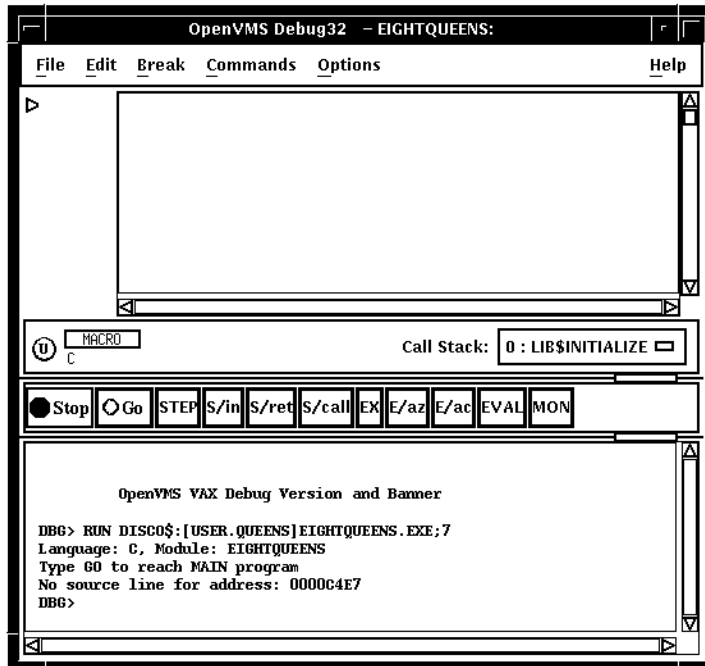 OpenVMS Debug32 – EIGHTQUEENS:
File Edit Break Commands Options Help
U MACRO
C
Call Stack: 0 : LIB$INITIALIZE
Stop Go STEP S/in S/ret S/call EX E/az E/ac EVAL MON
OpenVMS VAX Debug Version and Banner
DBG> RUN DISCO$:[USER.QUEENS]EIGHTQUEENS.EXE;7
Language: C, Module: EIGHTQUEENS
Type GO to reach MAIN program
No source line for address: 0000C4E7
DBG>